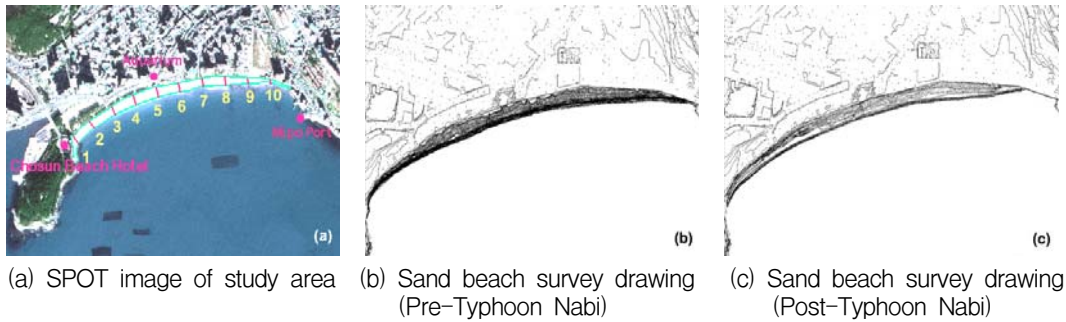 Aquarium
1
2
3
4
5
6
7
8
9
10
Mipo Port
Chosun Beach Hotel
(a)
(b)
(c)
(a) SPOT image of study area
(b) Sand beach survey drawing
(Pre-Typhoon Nabi)
(c) Sand beach survey drawing
(Post-Typhoon Nabi)